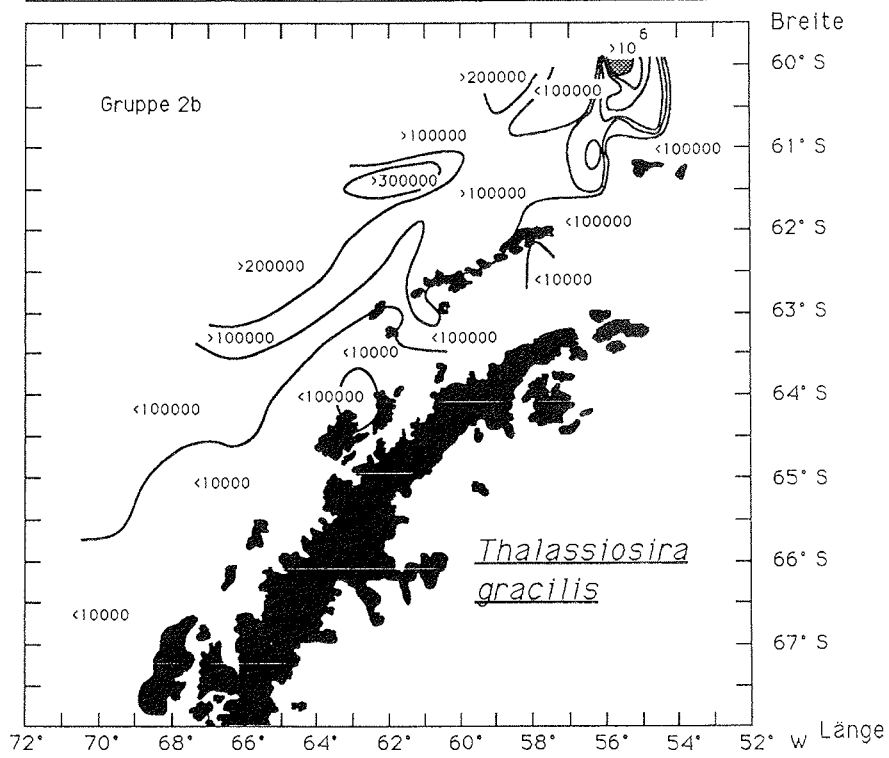 Breite
6
>10
60° S
>200000
<100000
Gruppe 2b
>100000
61° S
<100000
>300000
>100000
<100000
62° S
>200000
<10000
63° S
>100000
<100000
<10000
<100000
<100000
64° S
<10000
65° S
Thalassiosira
gracilis
66° S
<10000
67° S
72° 70° 68° 66° 64° 62° 60° 58° 56° 54° 52° W Länge